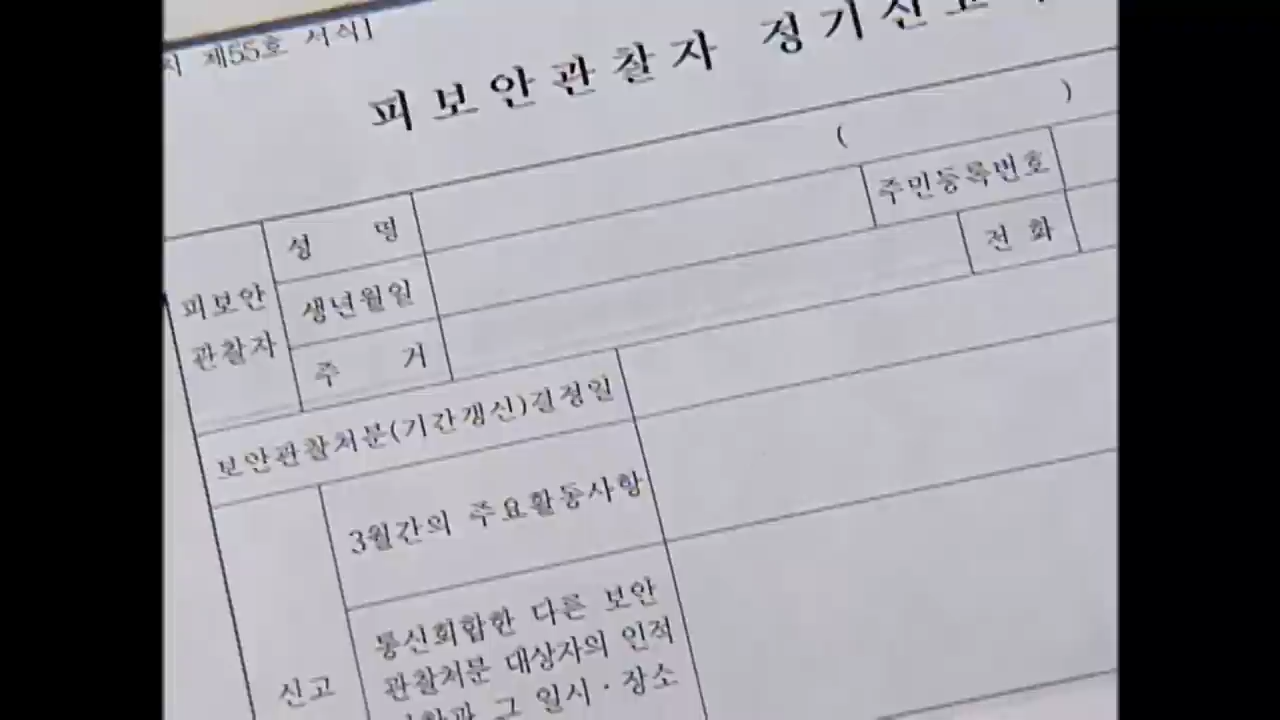 제55호 서식]
피보안관찰자 정기신고
( )
피보안
관찰자
성 명
주민등록번호
생년월일
전 화
주 거
보안관찰처분(기간갱신)결정일
신고
3월간의 주요활동사항
통신회합한 다른 보안
관찰처분 대상자의 인적
그 일시·장소